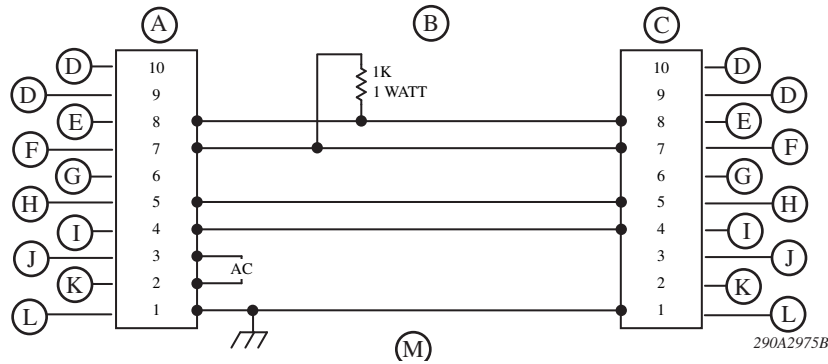 A B C
D 10 10 D
D 9 1K 9 D
E 8 1 WATT 8 E
F 7 7 F
G 6 6 G
H 5 5 H
I 4 4 I
J 3 AC 3 J
K 2 2 K
L 1 1 L
290A2975B
M